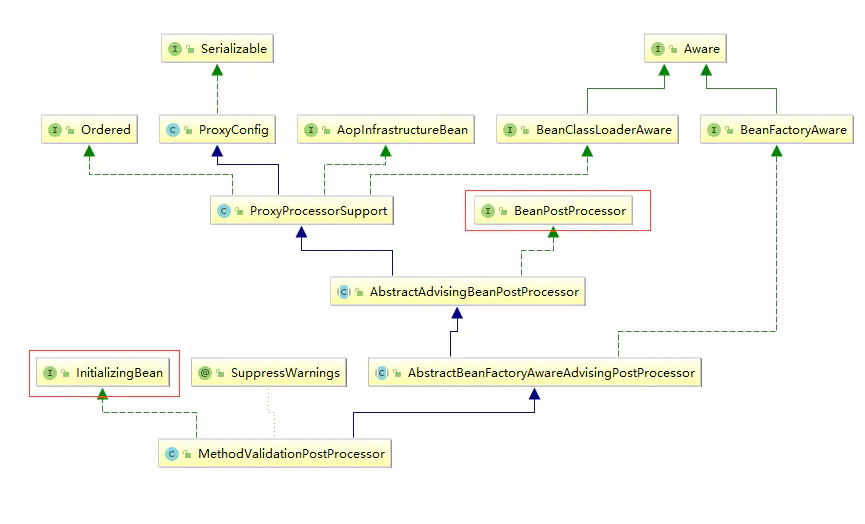 Serializable
Aware
Ordered
ProxyConfig
AopInfrastructureBean
BeanClassLoaderAware
BeanFactoryAware
ProxyProcessorSupport
BeanPostProcessor
AbstractAdvisingBeanPostProcessor
InitializingBean
SuppressWarnings
AbstractBeanFactoryAwareAdvisingPostProcessor
MethodValidationPostProcessor